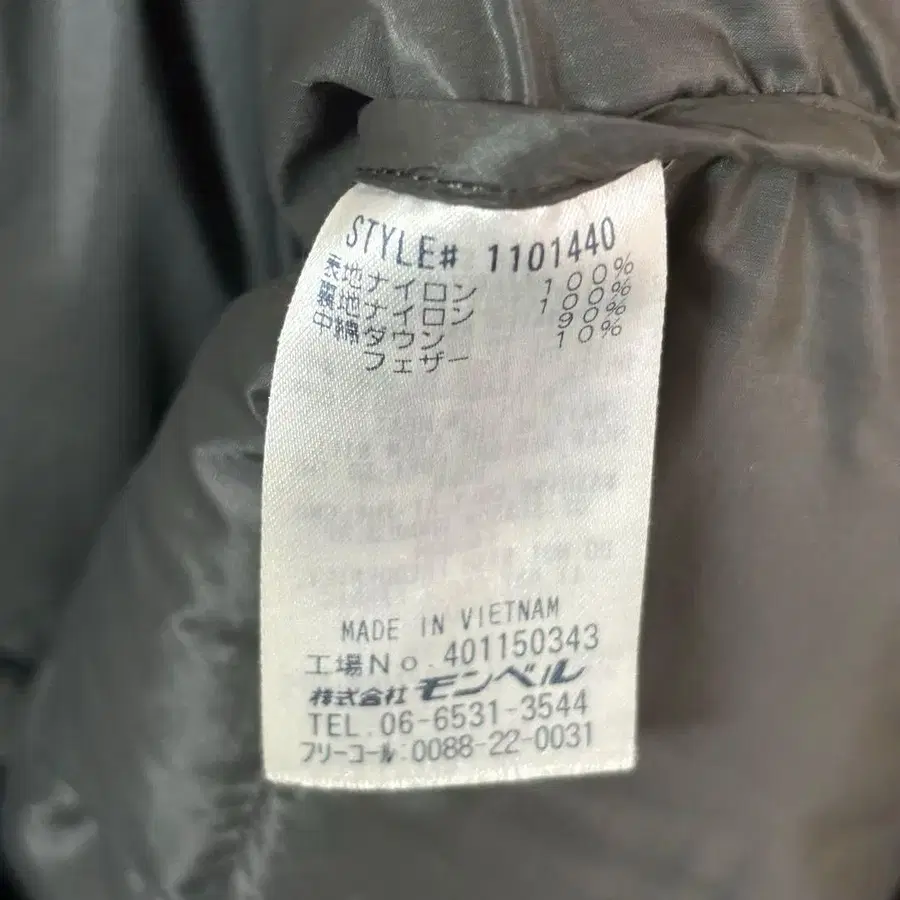 STYLE# 1101440
表地ナイロン 100%
裏地ナイロン 100%
中綿ダウン 90%
フェザー 10%
MADE IN VIETNAM
工場No. 401150343
株式会社 モンベル
TEL. 06-6531-3544
フリーコール:0088-22-0031